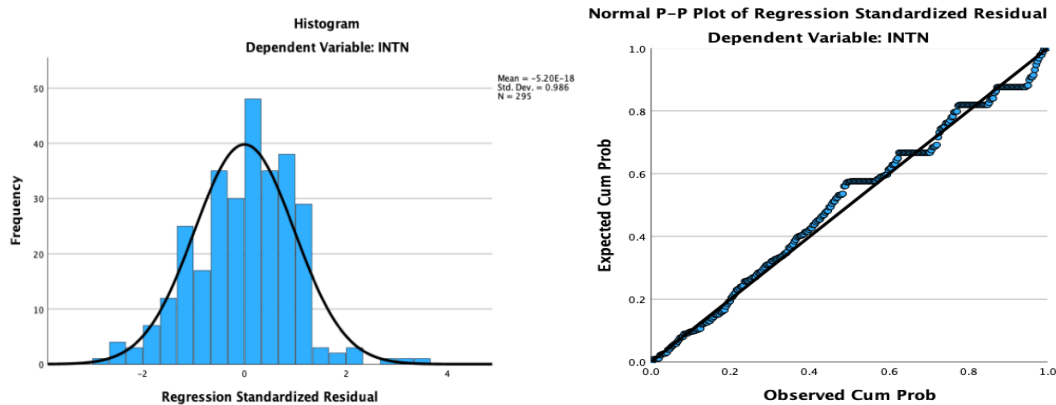 Histogram
Dependent Variable: INTN
Mean = -5.20E-18
Std. Dev. = 0.986
N = 295
Frequency
50
40
30
20
10
0
-2
0
2
4
Regression Standardized Residual
Normal P-P Plot of Regression Standardized Residual
Dependent Variable: INTN
Expected Cum Prob
1.0
0.8
0.6
0.4
0.2
0.0
0.0
0.2
0.4
0.6
0.8
1.0
Observed Cum Prob